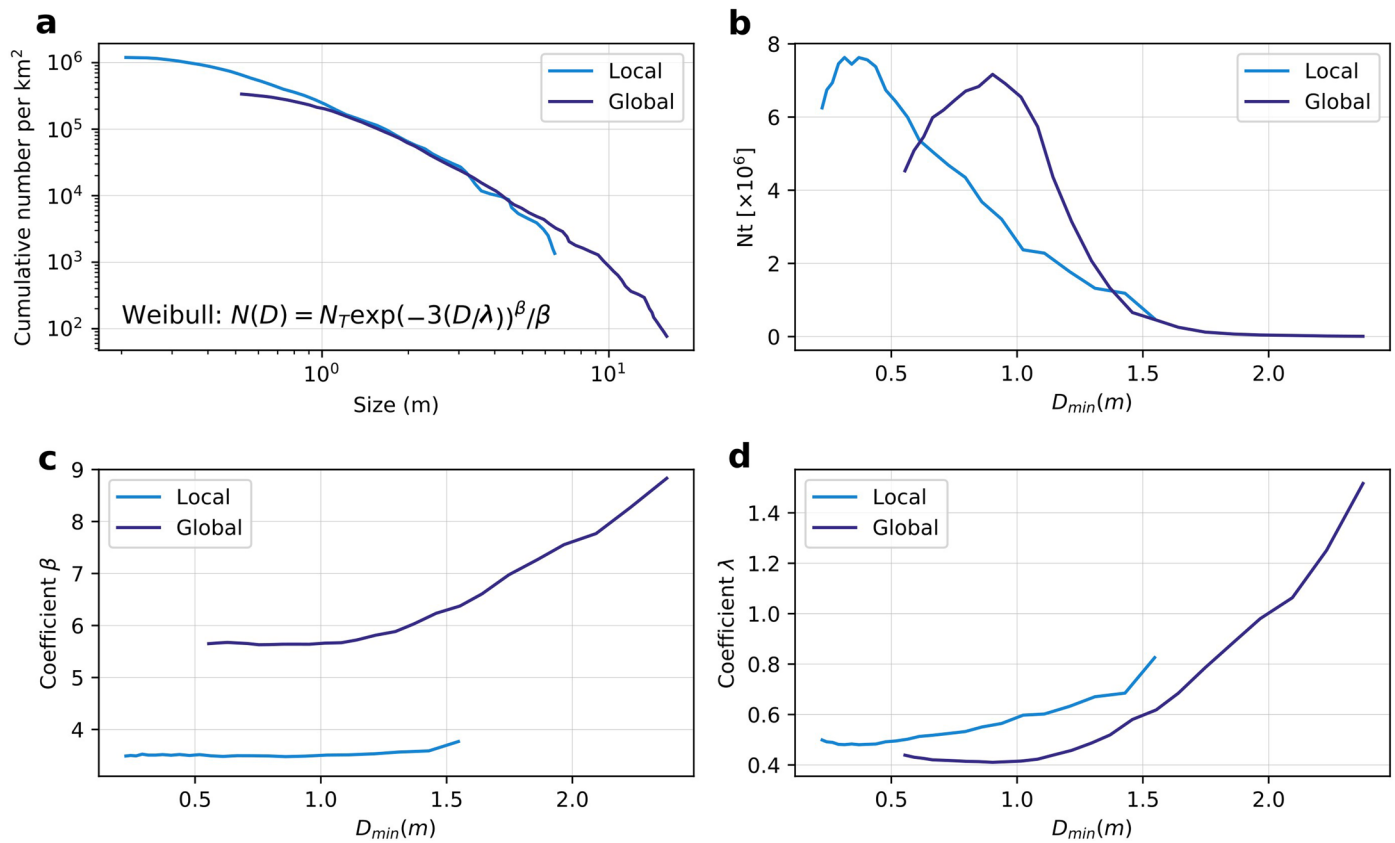 a
Cumulative number per km²
10⁶
10⁵
10⁴
10³
10²
Local
Global
Weibull: N(D) = N_T exp(−3(D/λ))^β/β
10⁰ 10¹
Size (m)
b
Nt [×10⁶]
8
6
4
2
0
Local
Global
0.5 1.0 1.5 2.0
D_min(m)
c
Coefficient β
9
8
7
6
5
4
Local
Global
0.5 1.0 1.5 2.0
D_min(m)
d
Coefficient λ
1.4
1.2
1.0
0.8
0.6
0.4
Local
Global
0.5 1.0 1.5 2.0
D_min(m)